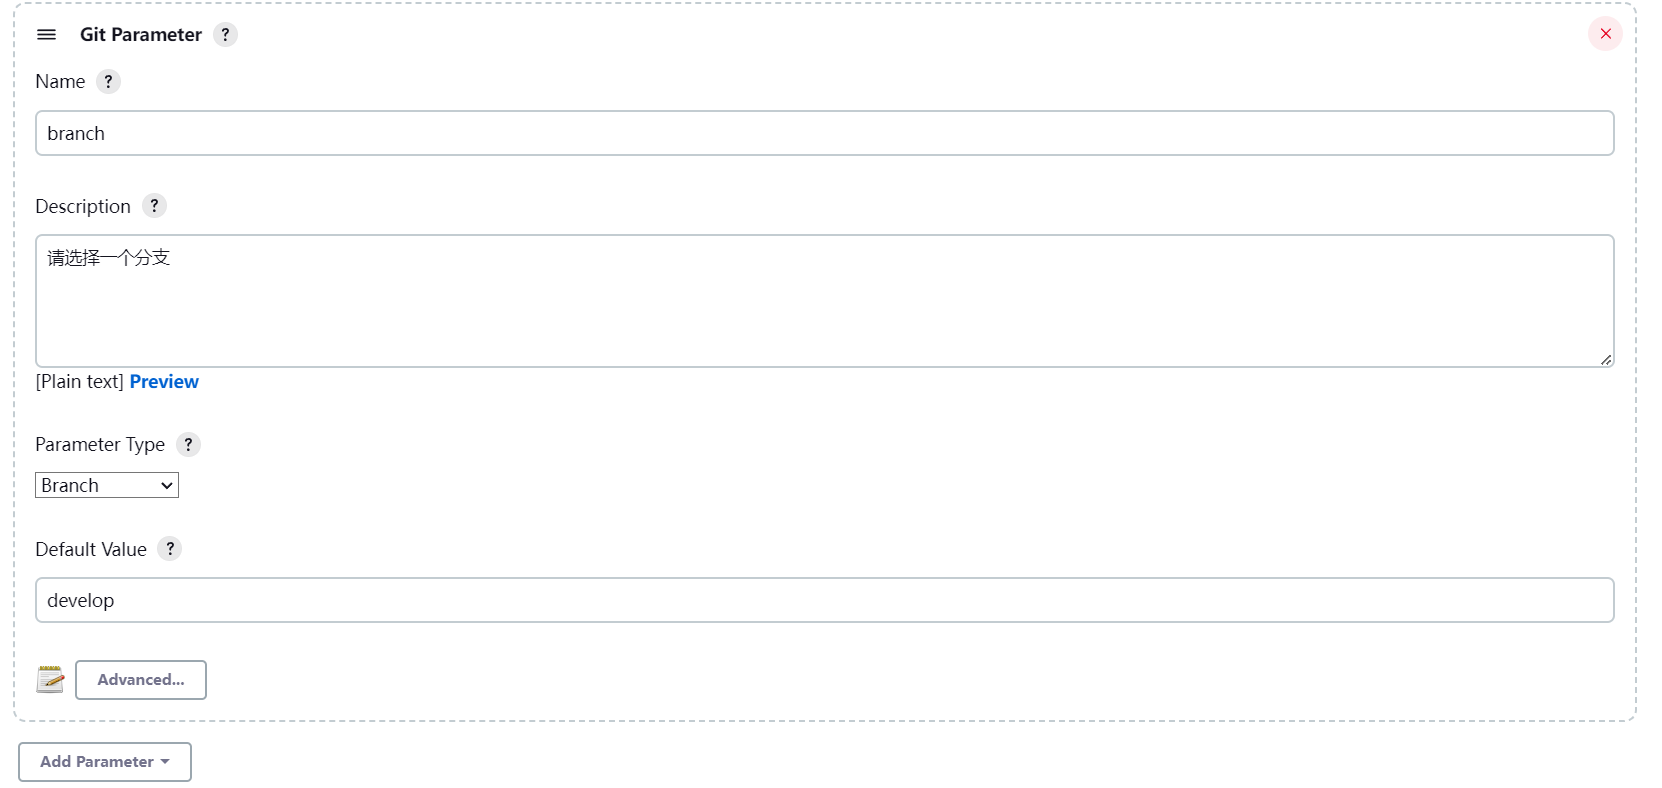 Git Parameter ?
Name ?
branch
Description ?
请选择一个分支
[Plain text] Preview
Parameter Type ?
Branch
Default Value ?
develop
Advanced...
Add Parameter